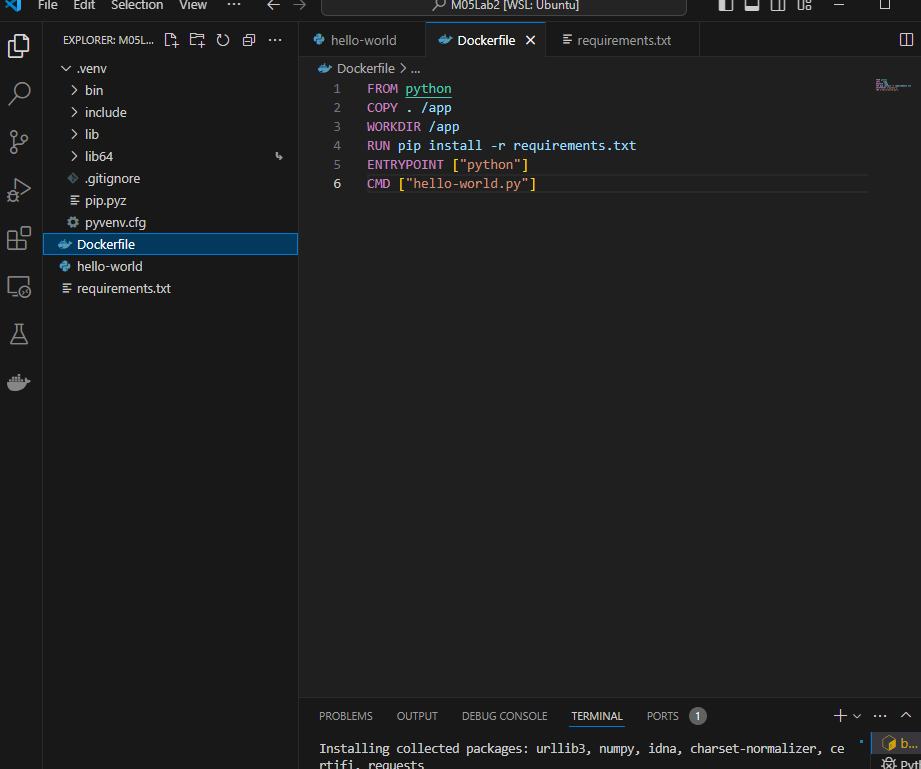 File Edit Selection View ··· M05Lab2 [WSL: Ubuntu]
EXPLORER: M05L... ···
hello-world Dockerfile requirements.txt
.venv
bin
include
lib
lib64
.gitignore
pip.pyz
pyvenv.cfg
Dockerfile
hello-world
requirements.txt
Dockerfile > ...
1 FROM python
2 COPY . /app
3 WORKDIR /app
4 RUN pip install -r requirements.txt
5 ENTRYPOINT ["python"]
6 CMD ["hello-world.py"]
PROBLEMS OUTPUT DEBUG CONSOLE TERMINAL PORTS 1 ···
Installing collected packages: urllib3, numpy, idna, charset-normalizer, ce
rtifi, requests
b...
Pyt